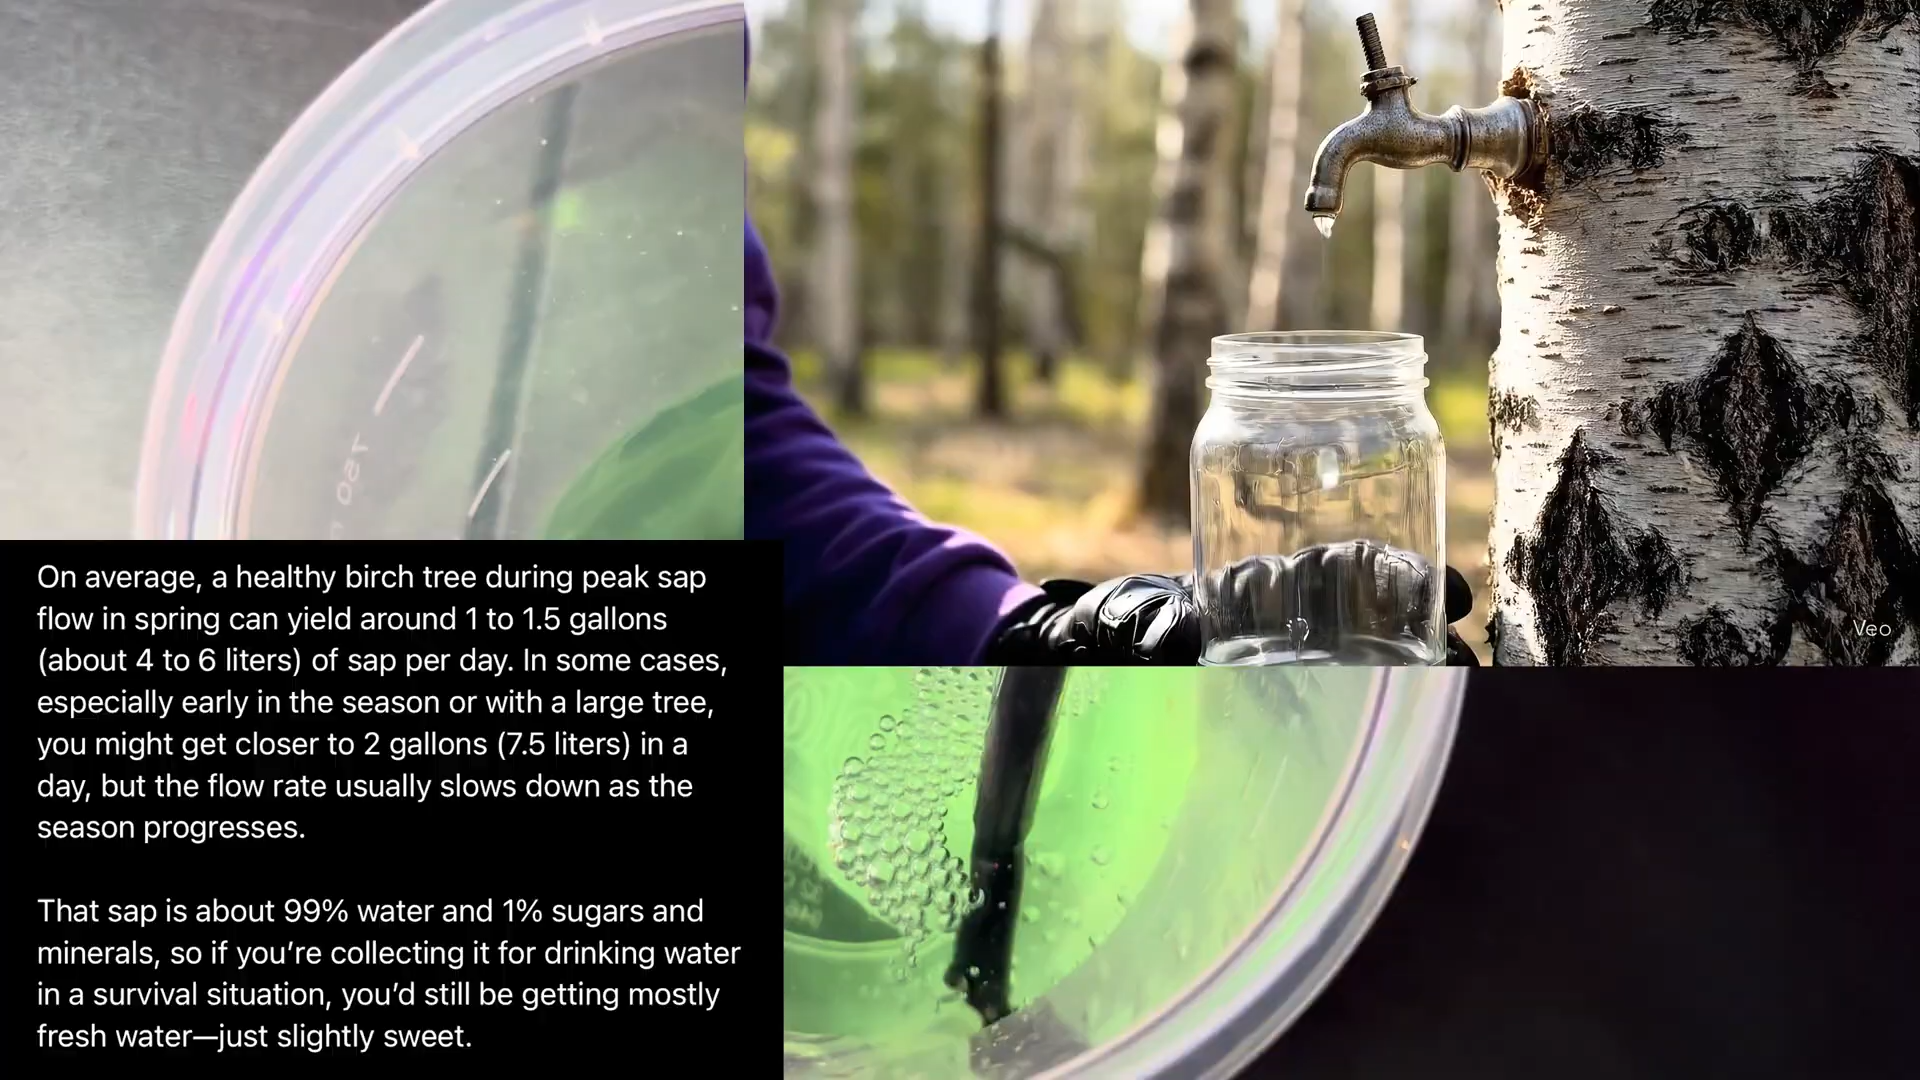 On average, a healthy birch tree during peak sap
flow in spring can yield around 1 to 1.5 gallons
(about 4 to 6 liters) of sap per day. In some cases,
especially early in the season or with a large tree,
you might get closer to 2 gallons (7.5 liters) in a
day, but the flow rate usually slows down as the
season progresses.
That sap is about 99% water and 1% sugars and
minerals, so if you’re collecting it for drinking water
in a survival situation, you’d still be getting mostly
fresh water—just slightly sweet.
Veo